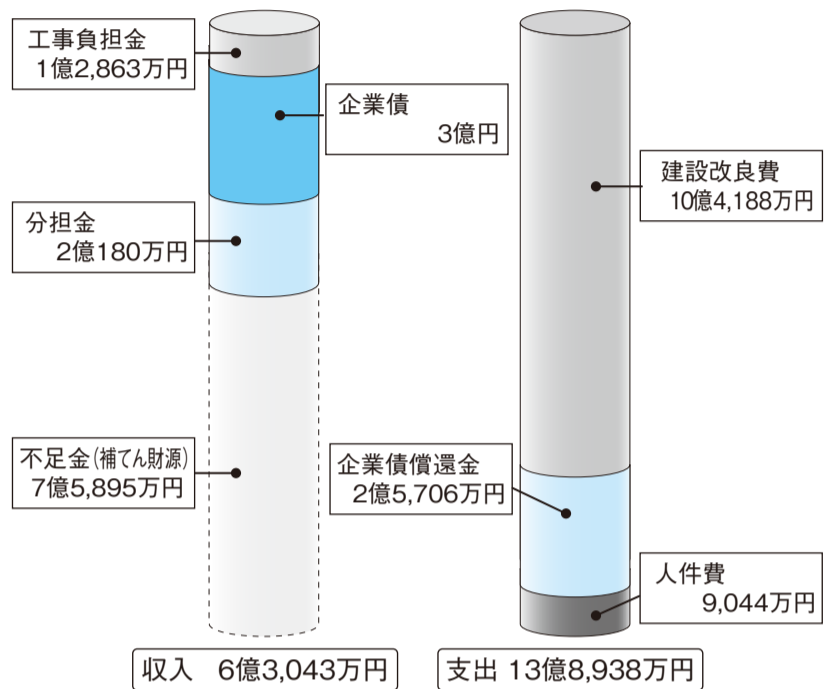 工事負担金
1億2,863万円
企業債
3億円
分担金
2億180万円
不足金(補てん財源)
7億5,895万円
収入 6億3,043万円
建設改良費
10億4,188万円
企業債償還金
2億5,706万円
人件費
9,044万円
支出 13億8,938万円